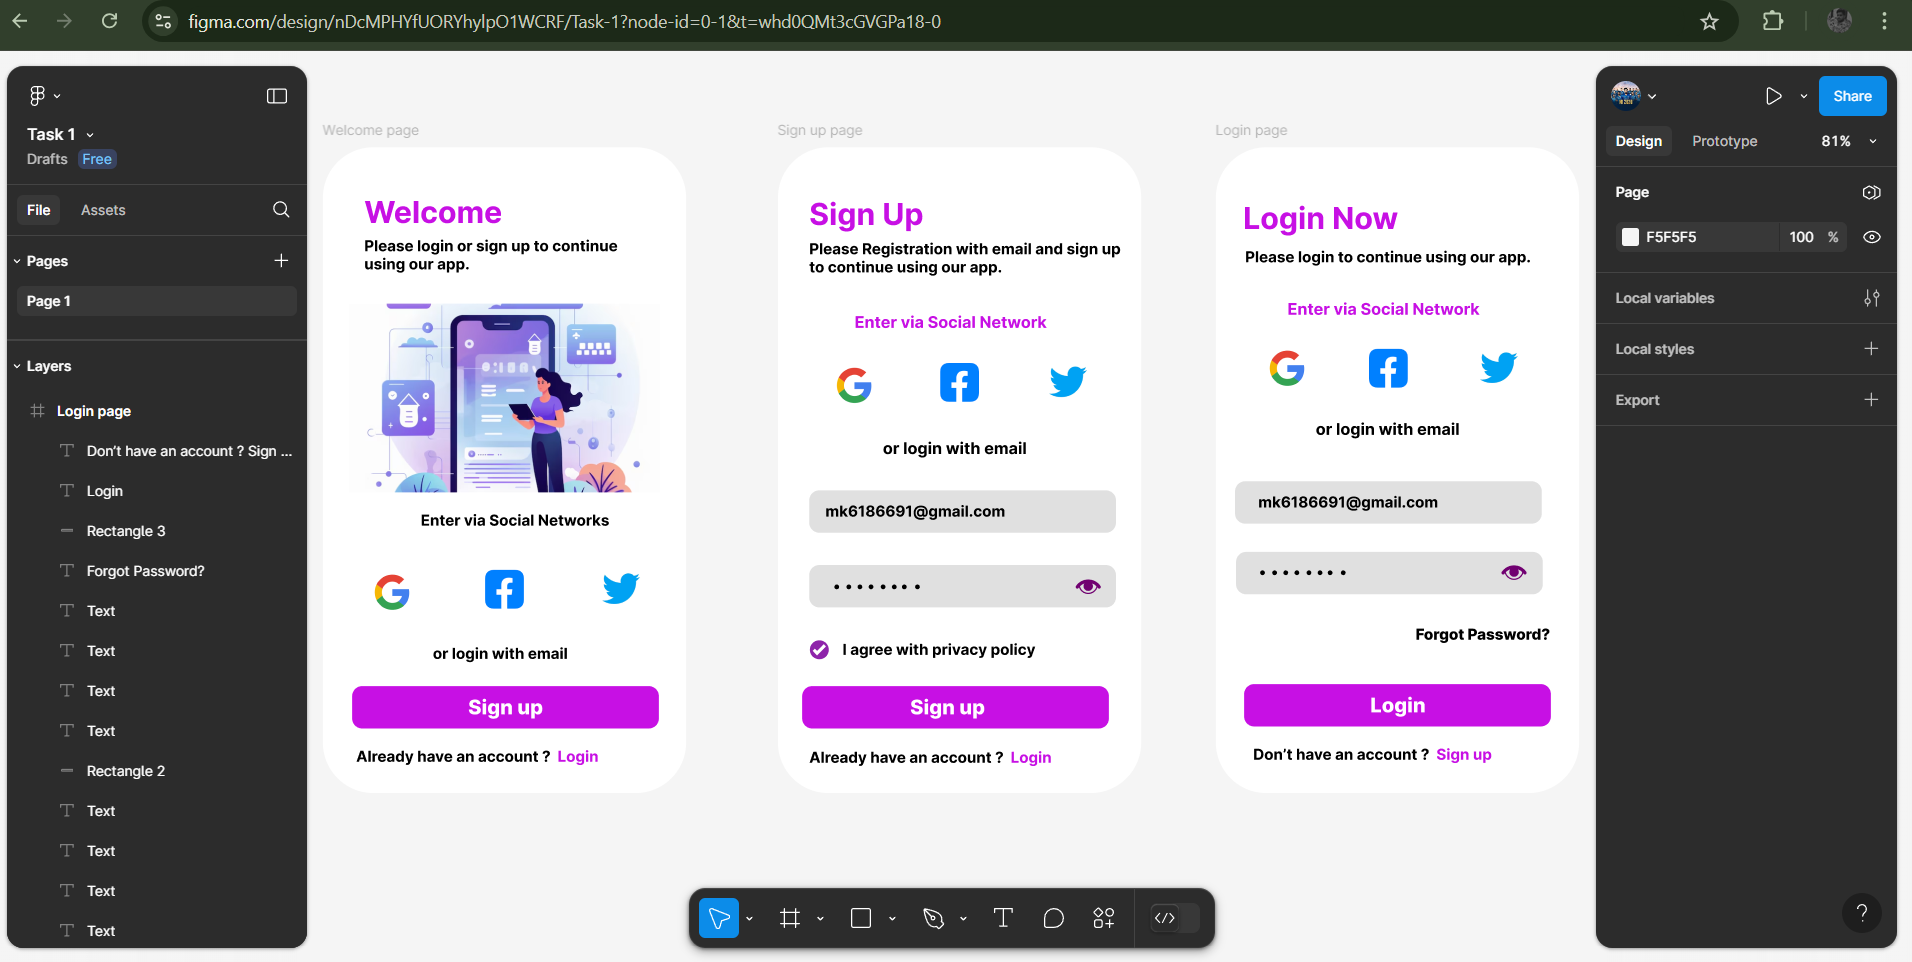 figma.com/design/nDcMPHYfUORYhylpO1WCRF/Task-1?node-id=0-1&t=whd0QMt3cGVGPa18-0
Task 1
Drafts Free
File Assets
Pages
Page 1
Layers
Login page
Don't have an account ? Sign ...
Login
Rectangle 3
Forgot Password?
Text
Text
Text
Text
Rectangle 2
Text
Text
Text
Text
Welcome page
Welcome
Please login or sign up to continue
using our app.
Enter via Social Networks
or login with email
Sign up
Already have an account ? Login
Sign up page
Sign Up
Please Registration with email and sign up
to continue using our app.
Enter via Social Network
or login with email
mk6186691@gmail.com
I agree with privacy policy
Sign up
Already have an account ? Login
Login page
Login Now
Please login to continue using our app.
Enter via Social Network
or login with email
mk6186691@gmail.com
Forgot Password?
Login
Don't have an account ? Sign up
Share
Design Prototype 81%
Page
F5F5F5 100 %
Local variables
Local styles
Export